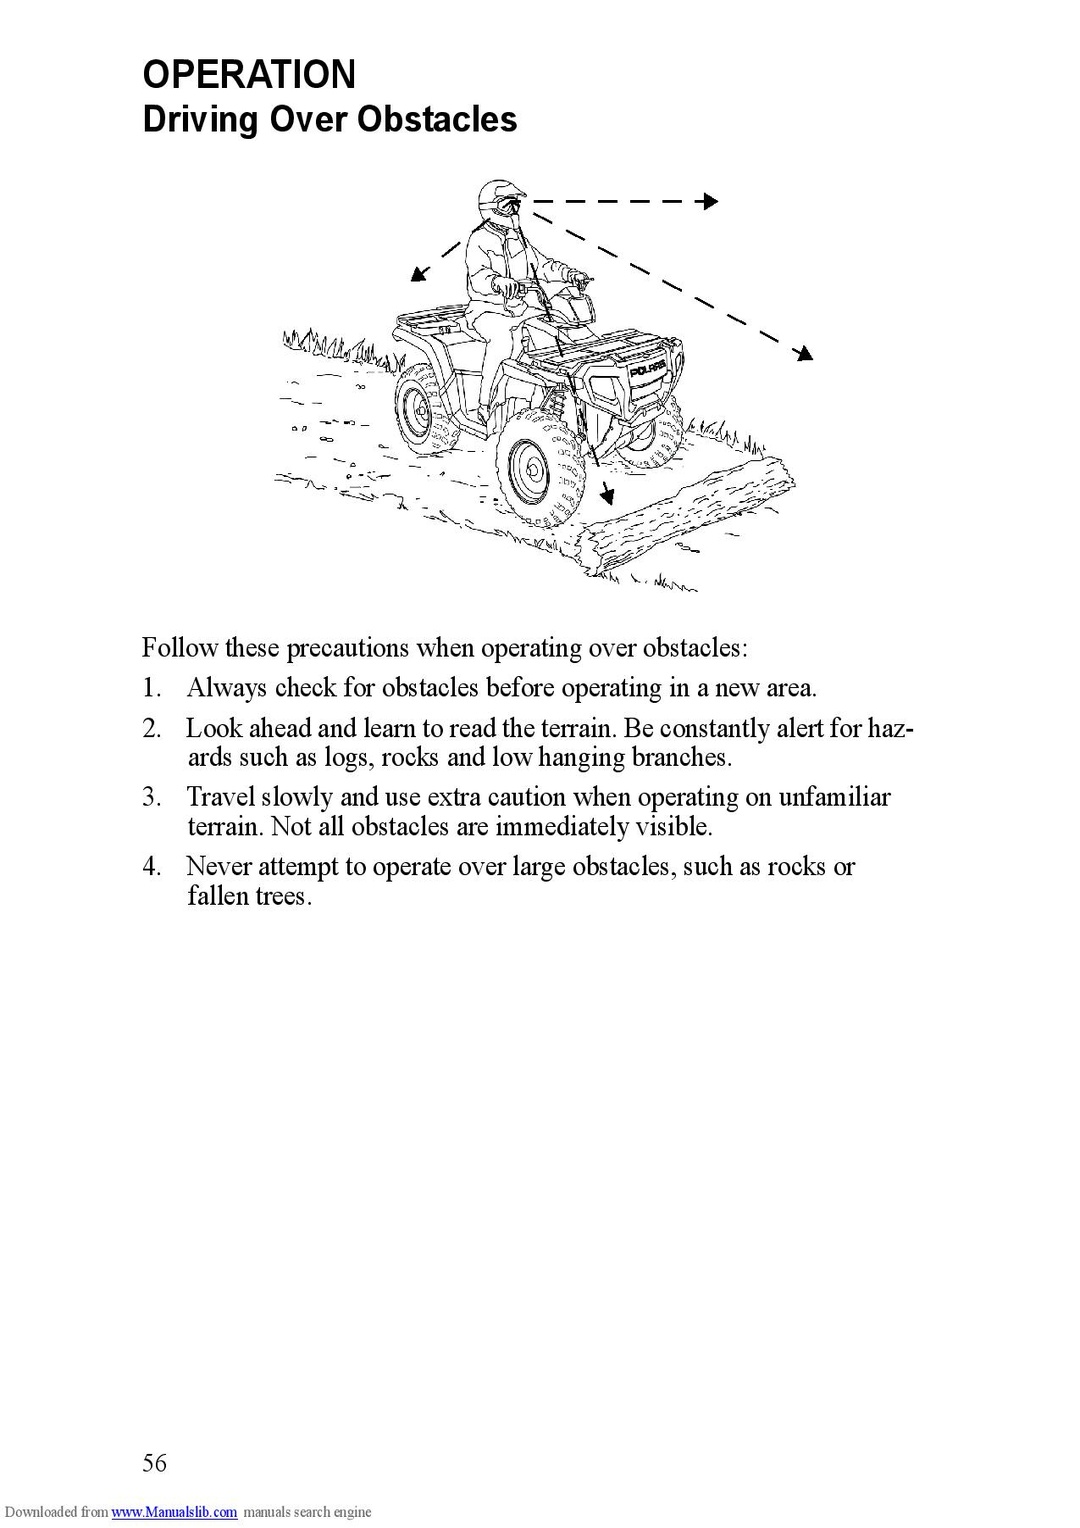 OPERATION
Driving Over Obstacles
POLARIS
Follow these precautions when operating over obstacles:
1. Always check for obstacles before operating in a new area.
2. Look ahead and learn to read the terrain. Be constantly alert for haz-
ards such as logs, rocks and low hanging branches.
3. Travel slowly and use extra caution when operating on unfamiliar
terrain. Not all obstacles are immediately visible.
4. Never attempt to operate over large obstacles, such as rocks or
fallen trees.
56
Downloaded from www.Manualslib.com manuals search engine